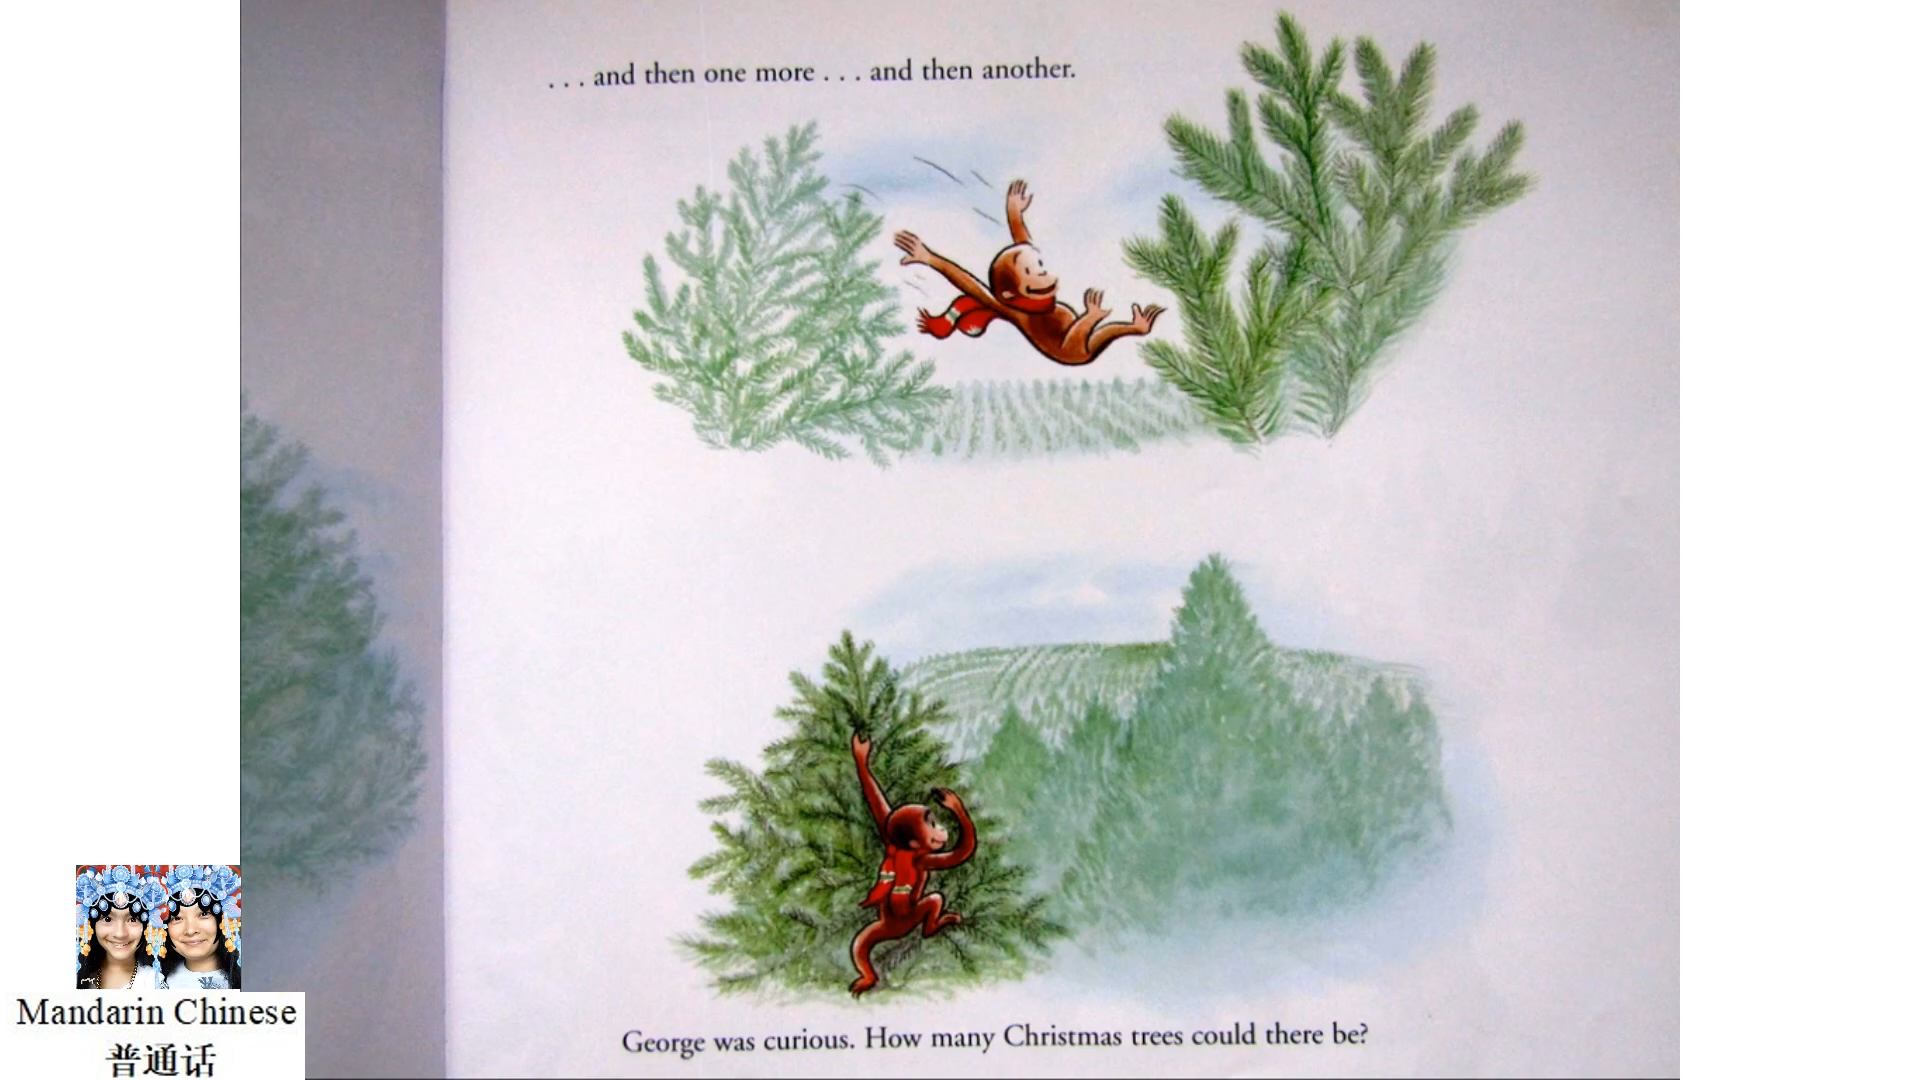 . . . and then one more . . . and then another.
George was curious. How many Christmas trees could there be?
Mandarin Chinese
普通话